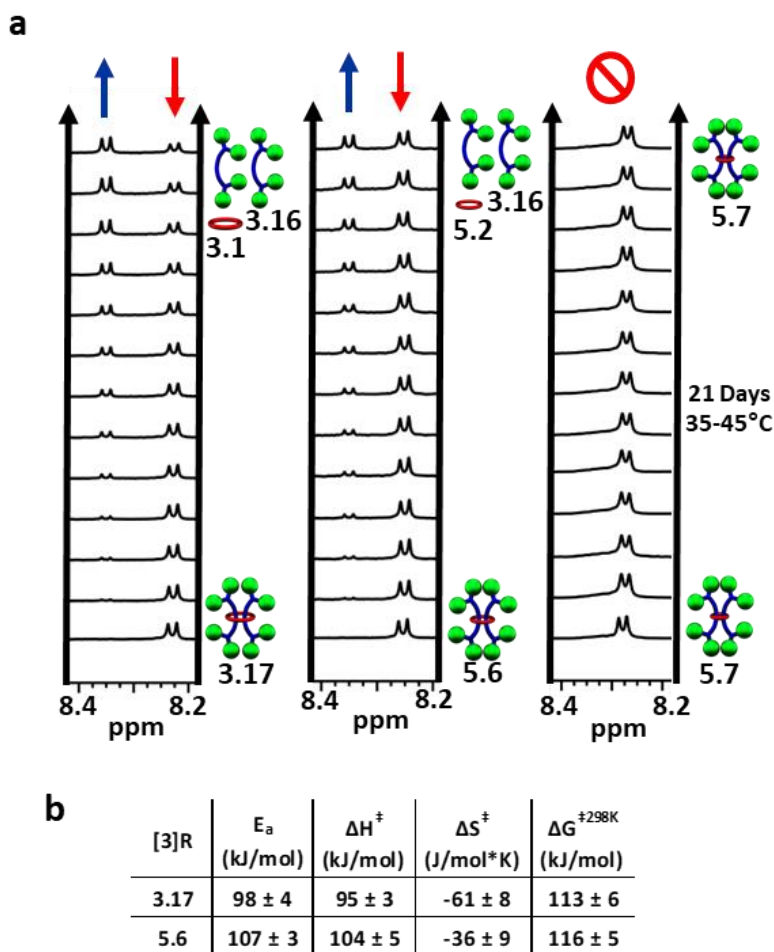 a
3.16
3.1
3.16
5.2
5.7
21 Days
35-45°C
3.17
5.6
5.7
8.4 8.2 8.4 8.2 8.4 8.2
ppm ppm ppm
b
[3]R Eₐ (kJ/mol) ΔH‡ (kJ/mol) ΔS‡ (J/mol*K) ΔG‡298K (kJ/mol)
3.17 98 ± 4 95 ± 3 -61 ± 8 113 ± 6
5.6 107 ± 3 104 ± 5 -36 ± 9 116 ± 5